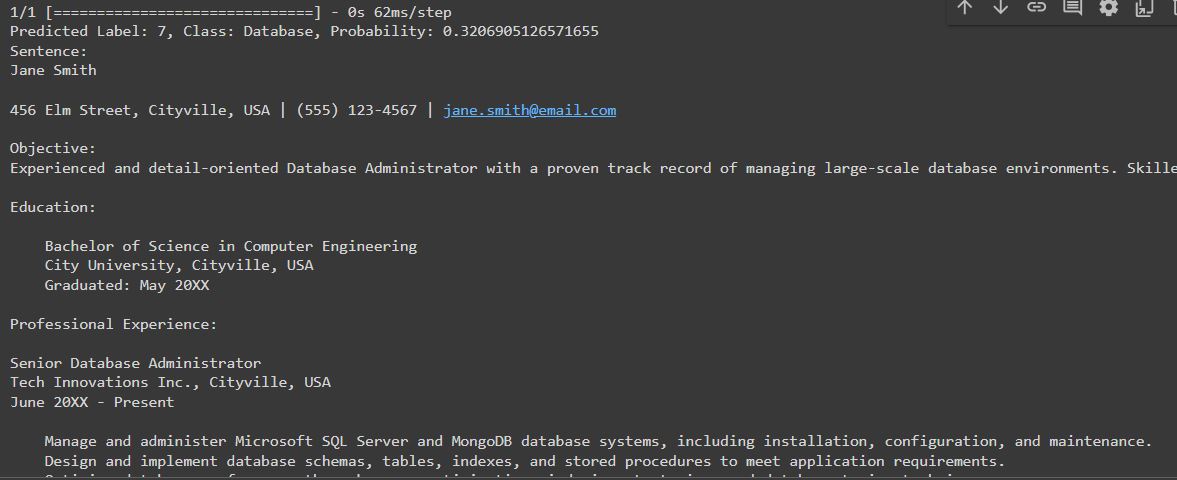 1/1 [==============================] - 0s 62ms/step
Predicted Label: 7, Class: Database, Probability: 0.3206905126571655
Sentence:
Jane Smith
456 Elm Street, Cityville, USA | (555) 123-4567 | jane.smith@email.com
Objective:
Experienced and detail-oriented Database Administrator with a proven track record of managing large-scale database environments. Skille
Education:
Bachelor of Science in Computer Engineering
City University, Cityville, USA
Graduated: May 20XX
Professional Experience:
Senior Database Administrator
Tech Innovations Inc., Cityville, USA
June 20XX - Present
Manage and administer Microsoft SQL Server and MongoDB database systems, including installation, configuration, and maintenance.
Design and implement database schemas, tables, indexes, and stored procedures to meet application requirements.